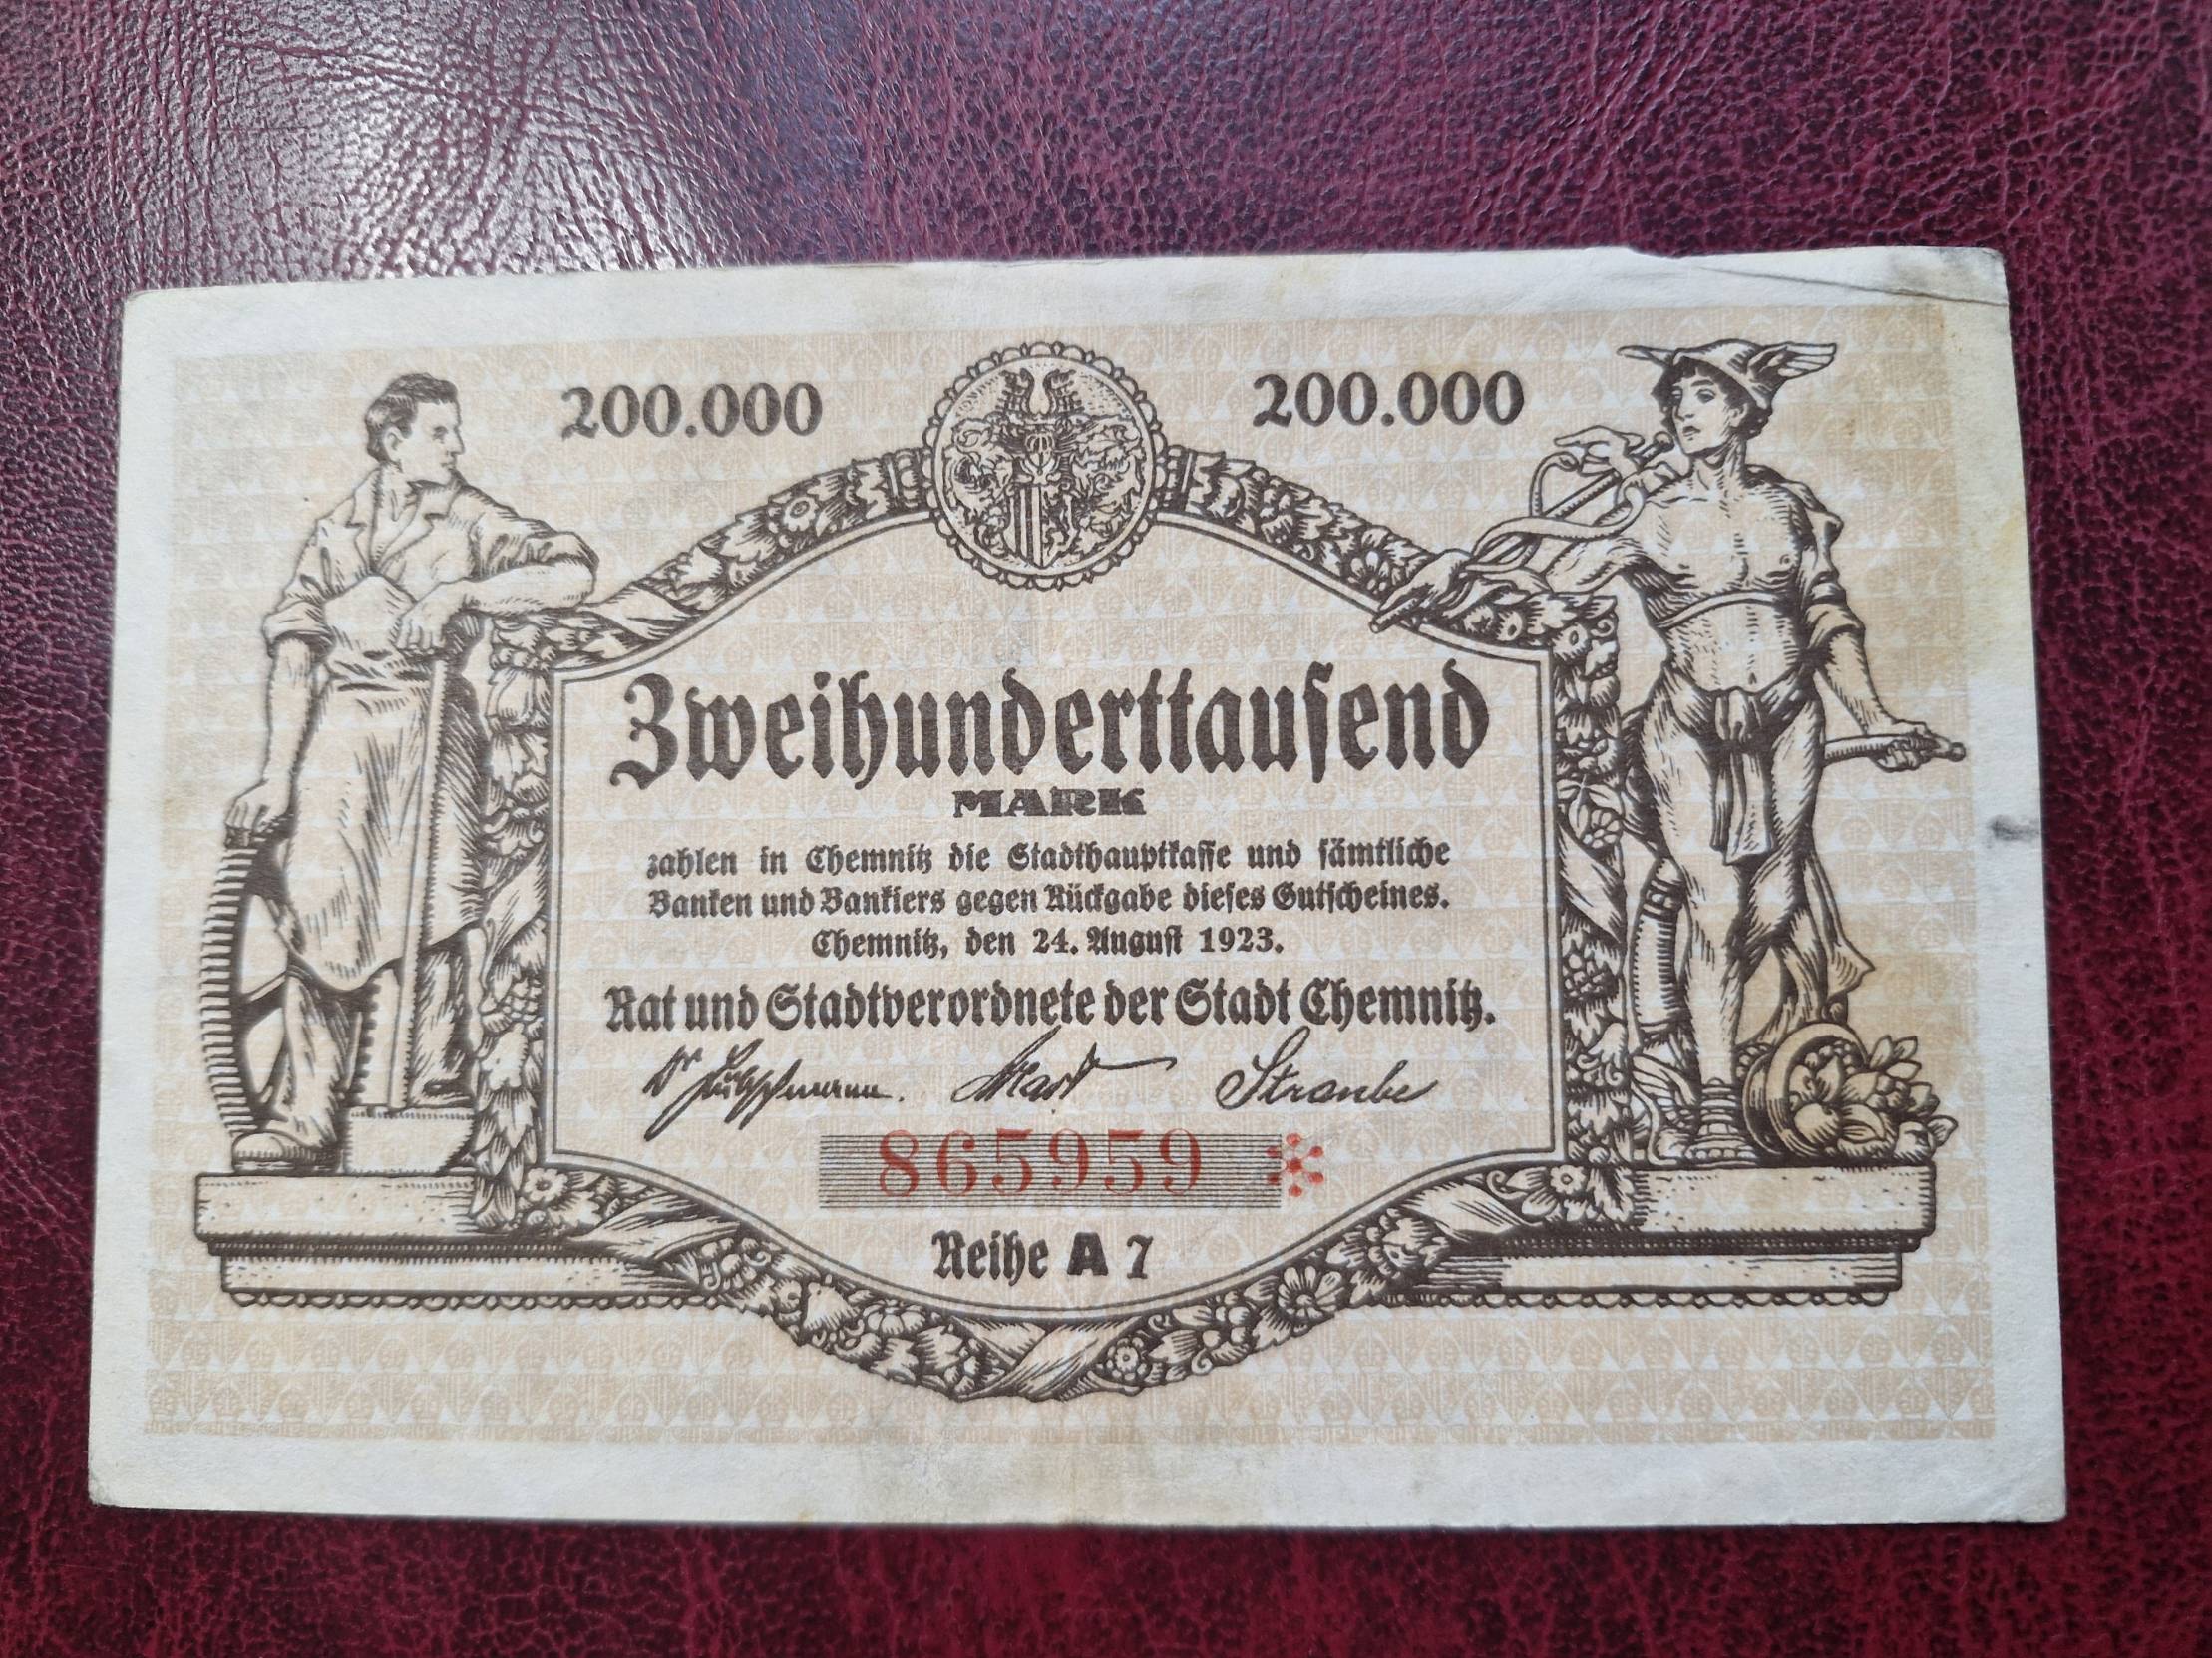 200.000
200.000
Zweihunderttausend
MARK
zahlen in Chemnitz die Stadthauptkasse und sämtliche
Banken und Bankiers gegen Rückgabe dieses Gutscheines.
Chemnitz, den 24. August 1923.
Rat und Stadtverordnete der Stadt Chemnitz.
Straube
865959
Reihe A 7